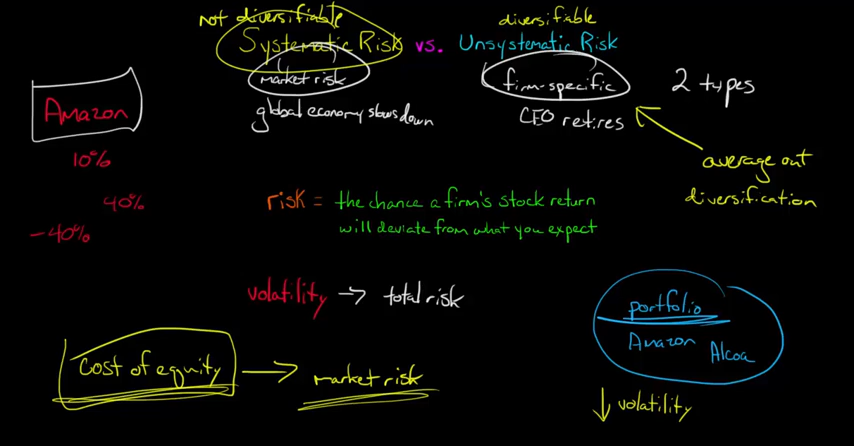 not diversifiable
diversifiable
Systematic Risk vs. Unsystematic Risk
market risk
firm-specific
2 types
global economy slows down
CEO retires
Amazon
10%
40%
-40%
average out
diversification
risk = the chance a firm's stock return
will deviate from what you expect
volatility → total risk
portfolio
Amazon
Alcoa
cost of equity → market risk
↓ volatility